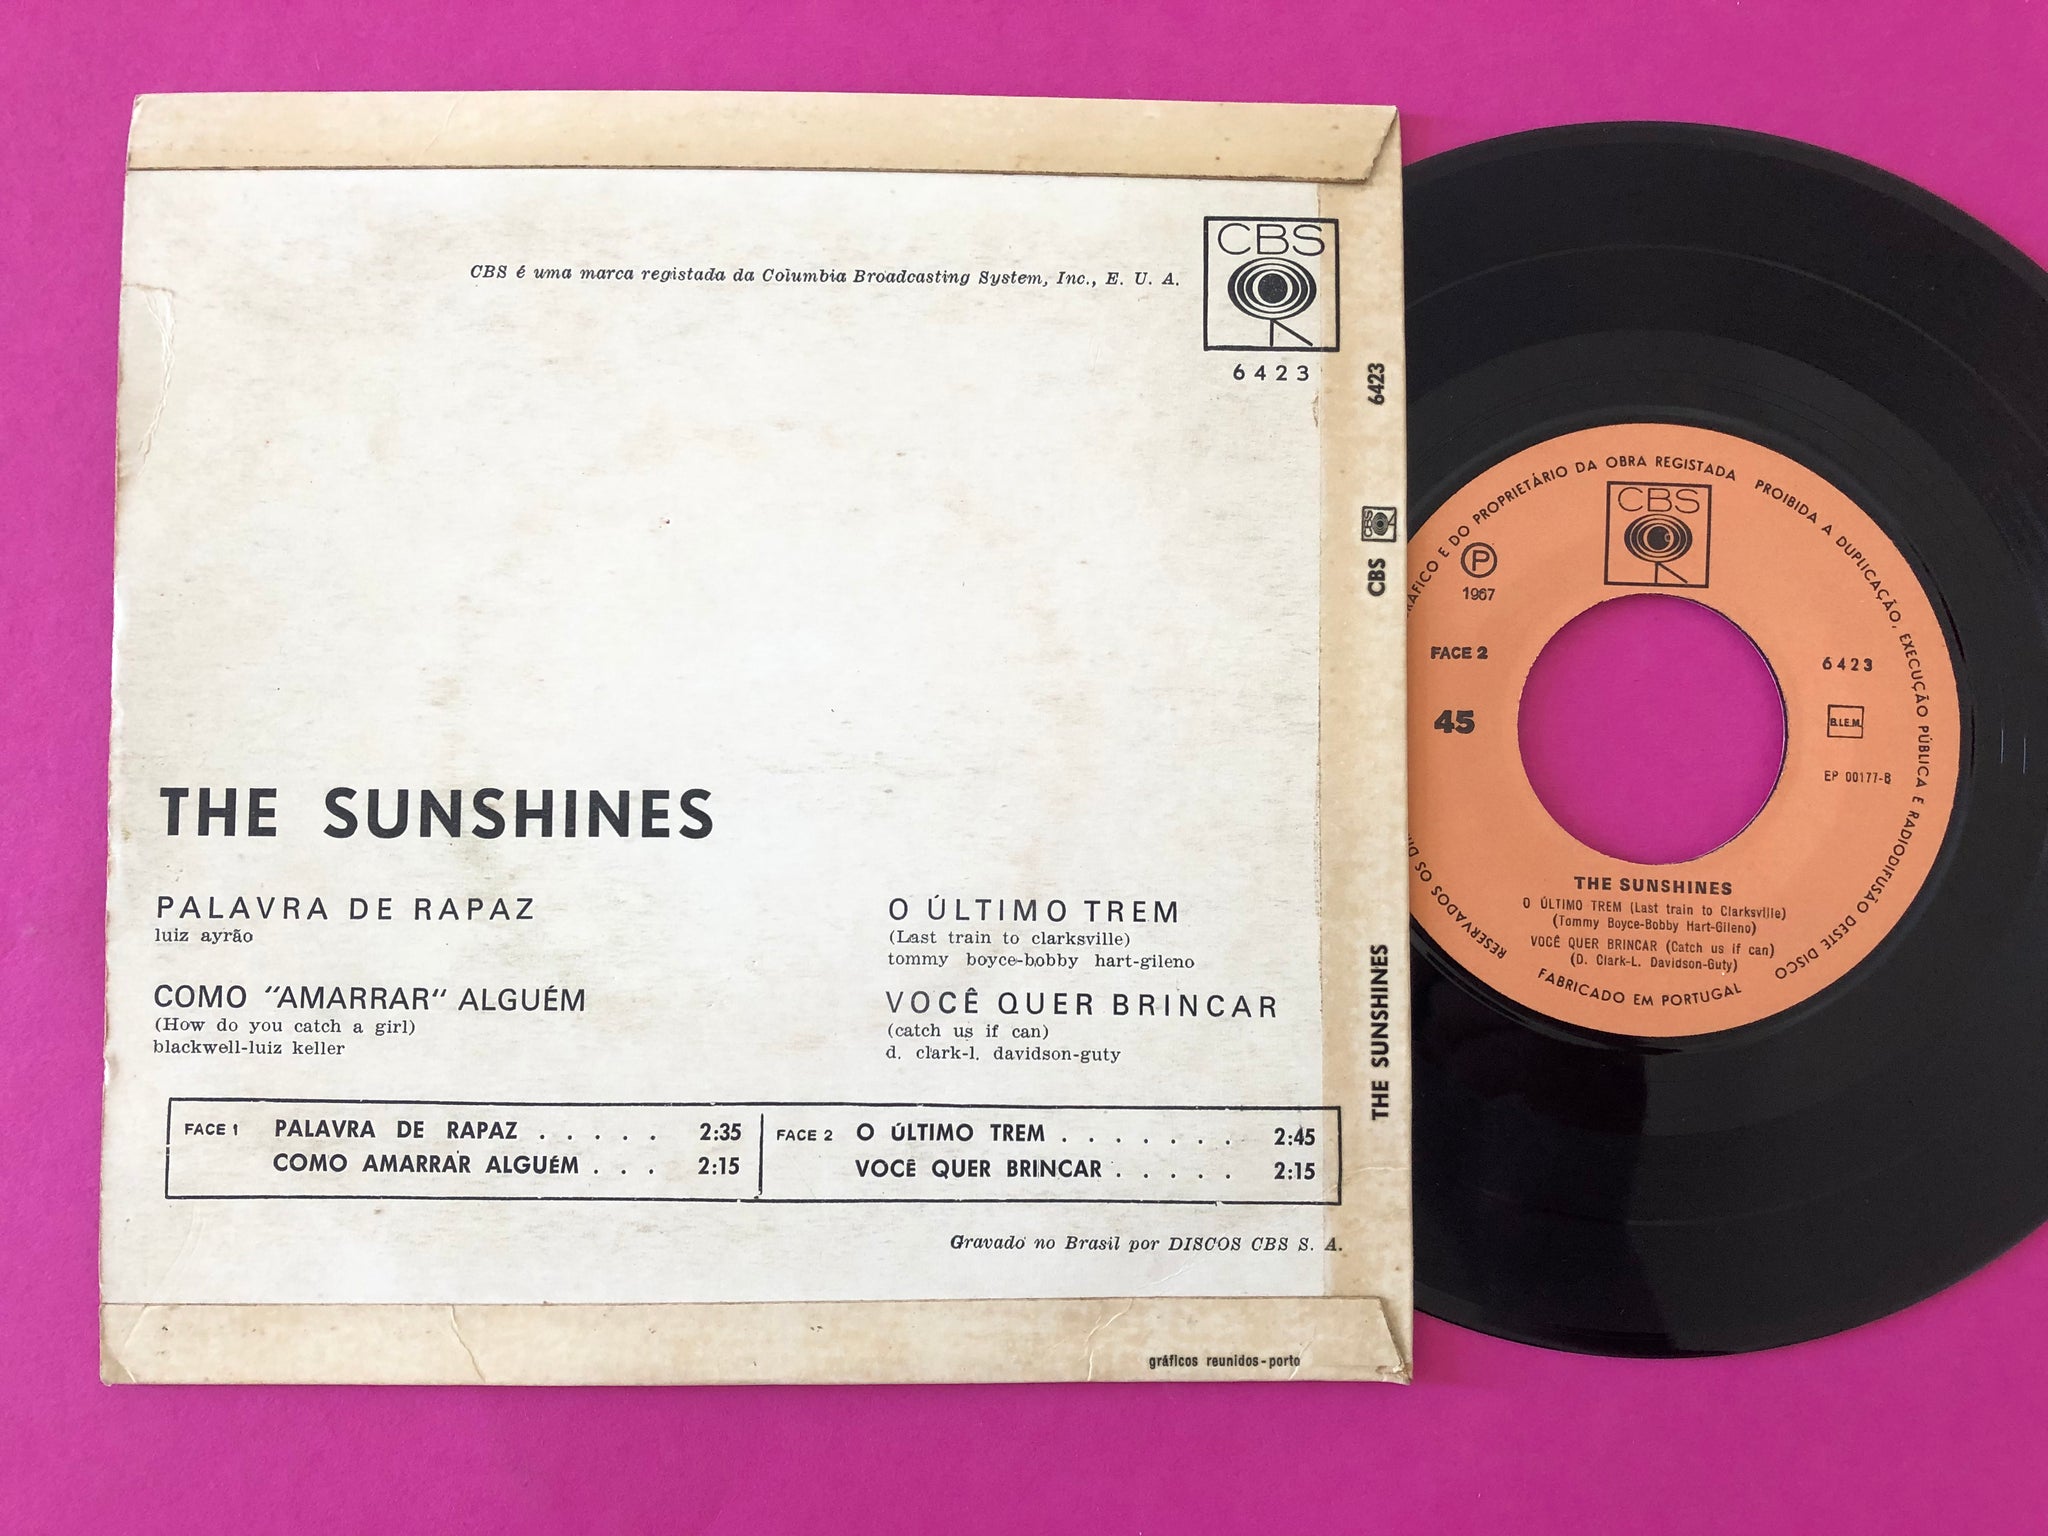 CBS
CBS é uma marca registada da Columbia Broadcasting System, Inc., E. U. A.
6423
THE SUNSHINES
PALAVRA DE RAPAZ
luiz ayrão
COMO "AMARRAR" ALGUÉM
(How do you catch a girl)
blackwell-luiz keller
O ÚLTIMO TREM
(Last train to clarksville)
tommy boyce-bobby hart-gileno
VOCÊ QUER BRINCAR
(catch us if can)
d. clark-l. davidson-guty
FACE 1 PALAVRA DE RAPAZ . . . . . 2:35
COMO AMARRAR ALGUÉM . . . 2:15
FACE 2 O ÚLTIMO TREM . . . . . . . 2:45
VOCÊ QUER BRINCAR . . . . . 2:15
Gravado no Brasil por DISCOS CBS S. A.
gráficos reunidos-porto
6423
CBS
CBS
THE SUNSHINES
E DO PROPRIETÁRIO DA OBRA REGISTADA PROIBIDA A DUPLICAÇÃO, EXECUÇÃO PÚBLICA E RADIODIFUSÃO DESTE DISCO
RESERVADOS OS
CBS
P
1967
FACE 2
45
6423
B.I.E.M.
EP 00177-B
THE SUNSHINES
O ÚLTIMO TREM (Last train to Clarksville)
(Tommy Boyce-Bobby Hart-Gileno)
VOCÊ QUER BRINCAR (Catch us if can)
(D. Clark-L. Davidson-Guty)
FABRICADO EM PORTUGAL